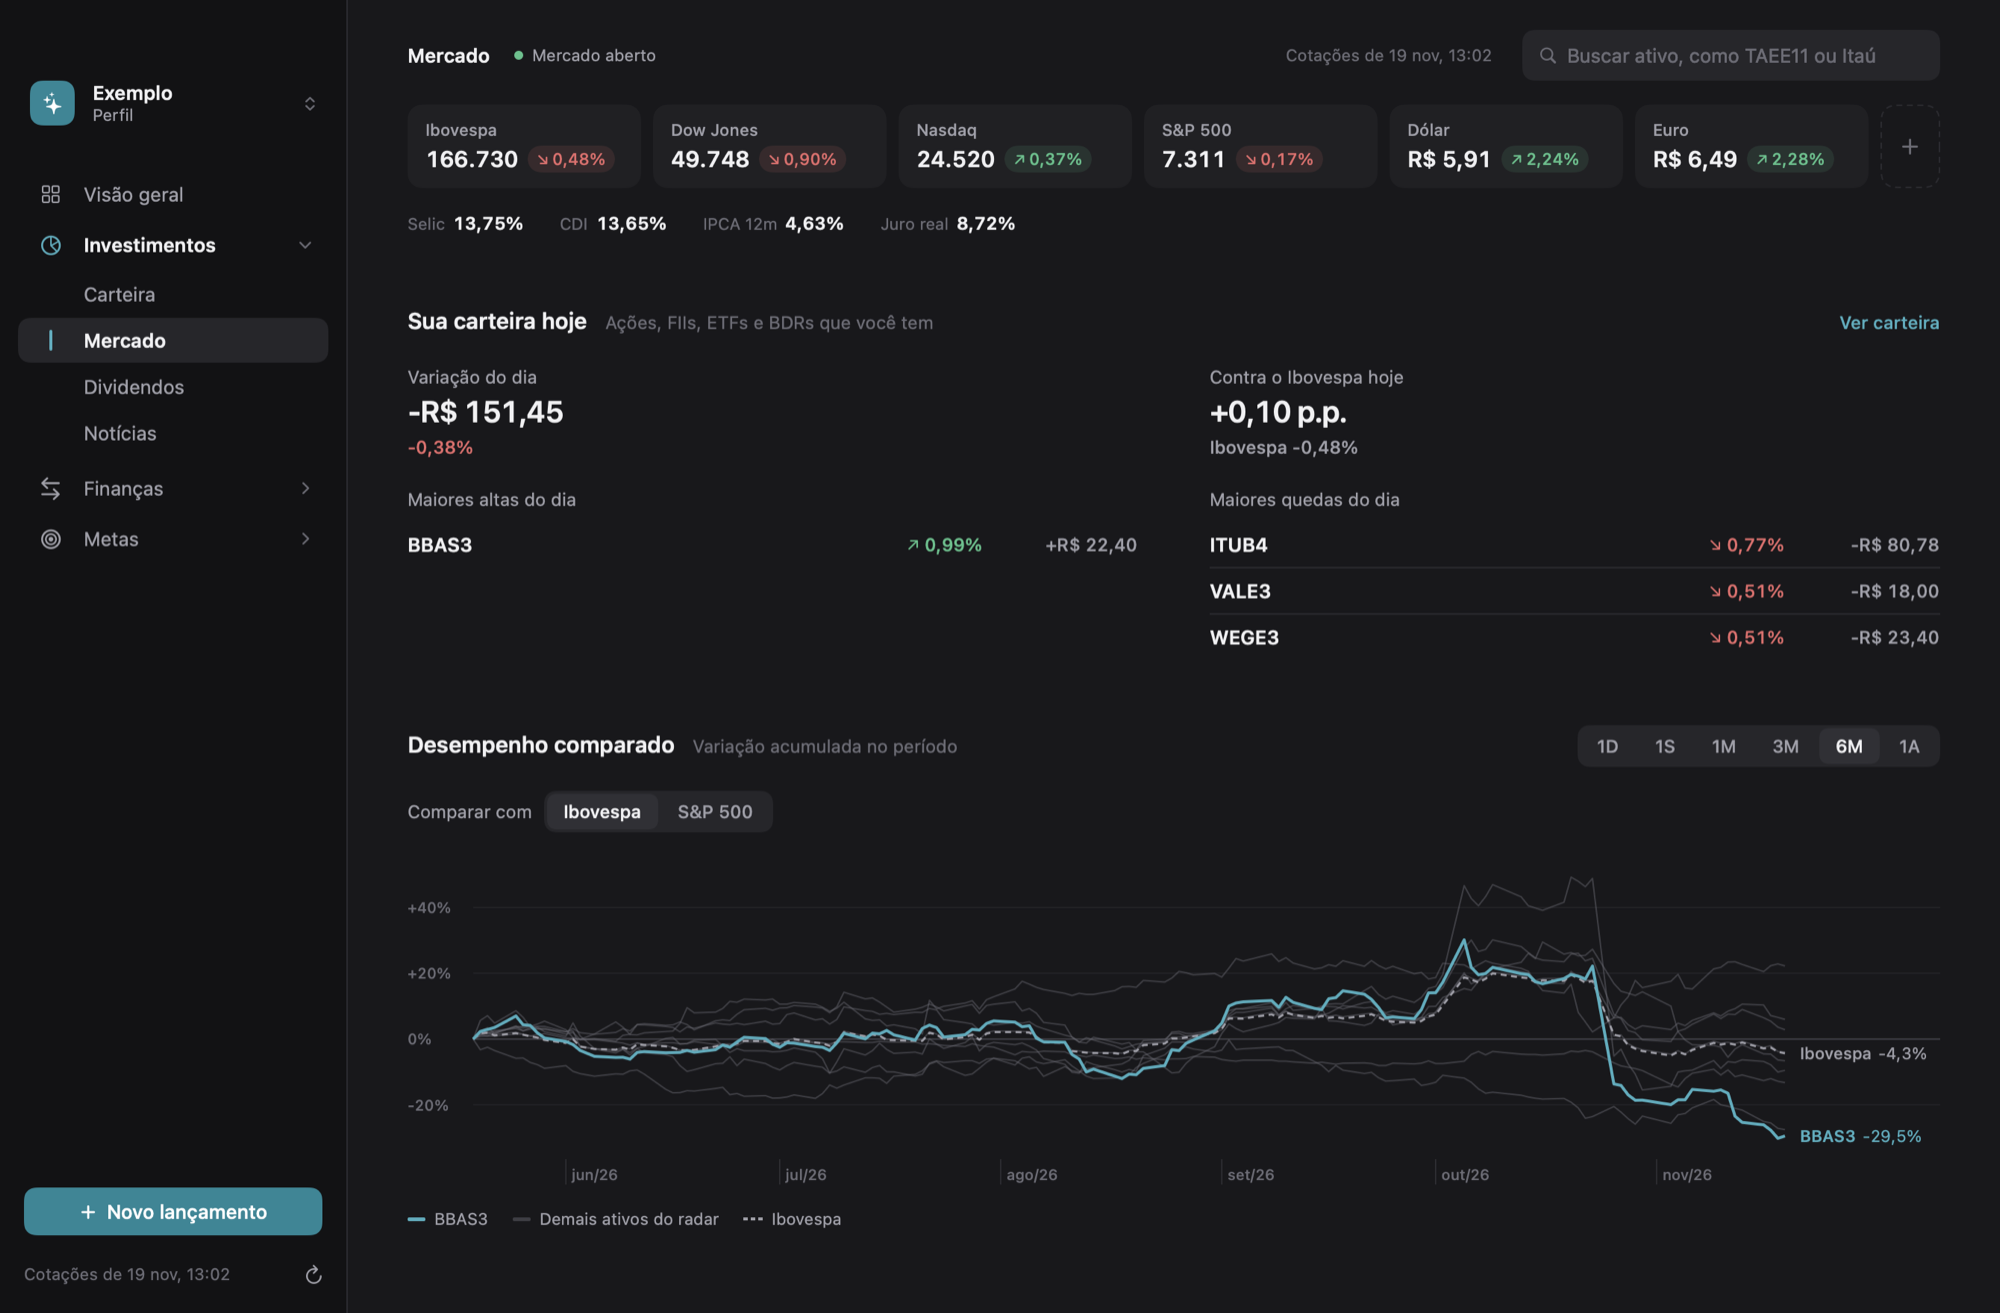 Exemplo
Perfil
Visão geral
Investimentos
Carteira
Mercado
Dividendos
Notícias
Finanças
Metas
+ Novo lançamento
Cotações de 19 nov, 13:02
Mercado
Mercado aberto
Cotações de 19 nov, 13:02
Buscar ativo, como TAEE11 ou Itaú
Ibovespa
166.730 ↘ 0,48%
Dow Jones
49.748 ↘ 0,90%
Nasdaq
24.520 ↗ 0,37%
S&P 500
7.311 ↘ 0,17%
Dólar
R$ 5,91 ↗ 2,24%
Euro
R$ 6,49 ↗ 2,28%
+
Selic 13,75% CDI 13,65% IPCA 12m 4,63% Juro real 8,72%
Sua carteira hoje Ações, FIIs, ETFs e BDRs que você tem
Ver carteira
Variação do dia
-R$ 151,45
-0,38%
Contra o Ibovespa hoje
+0,10 p.p.
Ibovespa -0,48%
Maiores altas do dia
BBAS3 ↗ 0,99% +R$ 22,40
Maiores quedas do dia
ITUB4 ↘ 0,77% -R$ 80,78
VALE3 ↘ 0,51% -R$ 18,00
WEGE3 ↘ 0,51% -R$ 23,40
Desempenho comparado Variação acumulada no período
1D 1S 1M 3M 6M 1A
Comparar com Ibovespa S&P 500
+40%
+20%
0%
-20%
Ibovespa -4,3%
BBAS3 -29,5%
jun/26 jul/26 ago/26 set/26 out/26 nov/26
BBAS3 Demais ativos do radar Ibovespa